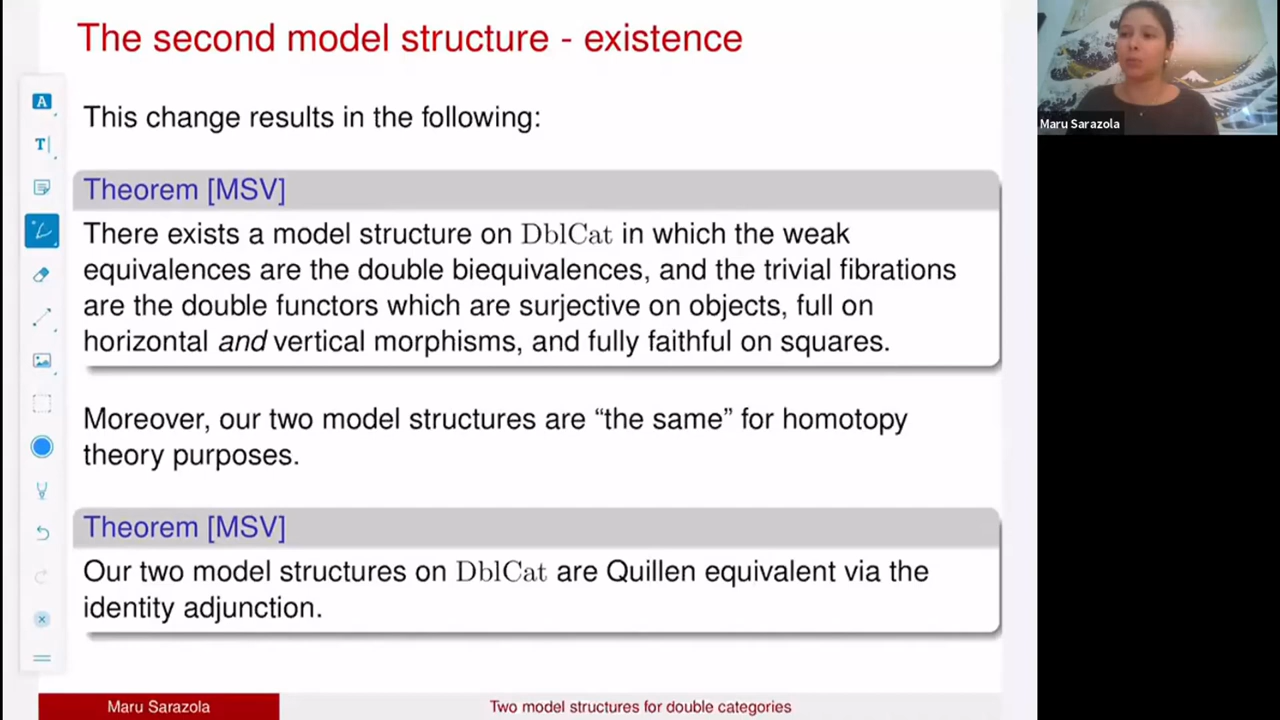 The second model structure - existence
This change results in the following:
Theorem [MSV]
There exists a model structure on DblCat in which the weak
equivalences are the double biequivalences, and the trivial fibrations
are the double functors which are surjective on objects, full on
horizontal and vertical morphisms, and fully faithful on squares.
Moreover, our two model structures are “the same” for homotopy
theory purposes.
Theorem [MSV]
Our two model structures on DblCat are Quillen equivalent via the
identity adjunction.
Maru Sarazola
Two model structures for double categories
Maru Sarazola
A
T